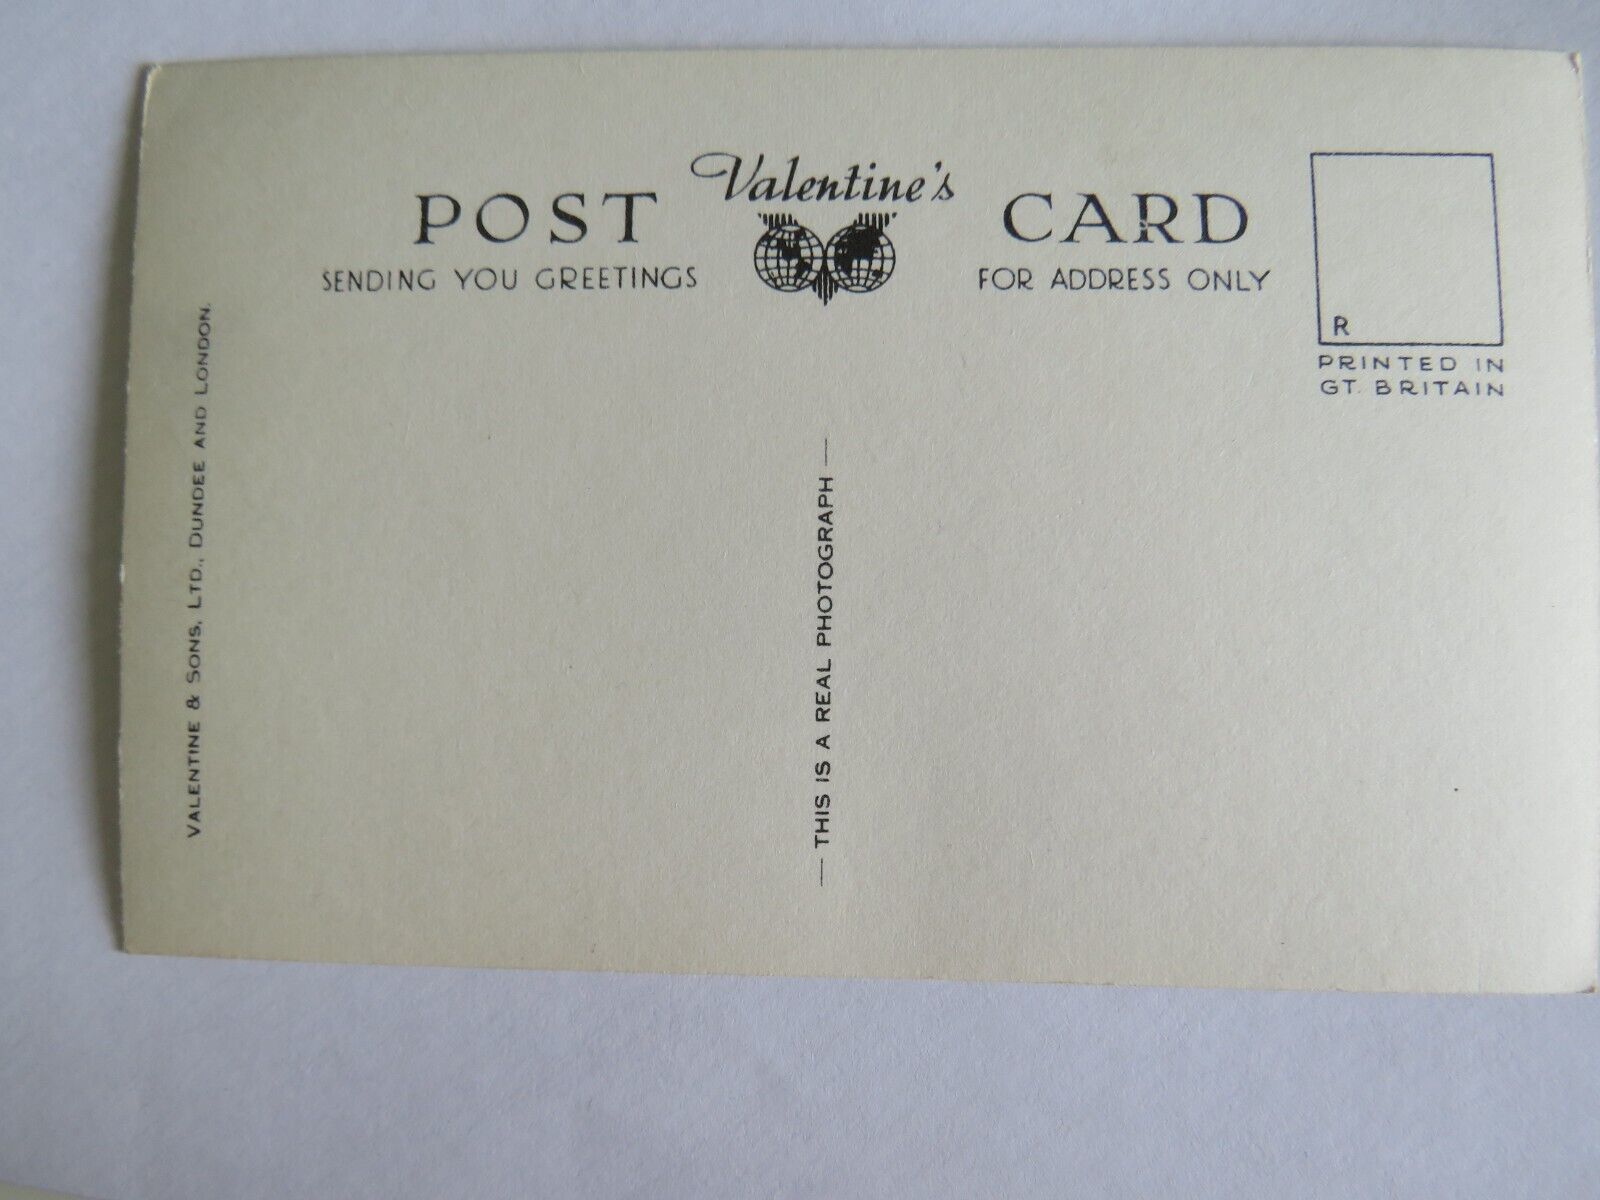 Valentine's
POST CARD
SENDING YOU GREETINGS
FOR ADDRESS ONLY
R
PRINTED IN
GT. BRITAIN
VALENTINE & SONS, LTD., DUNDEE AND LONDON.
— THIS IS A REAL PHOTOGRAPH —